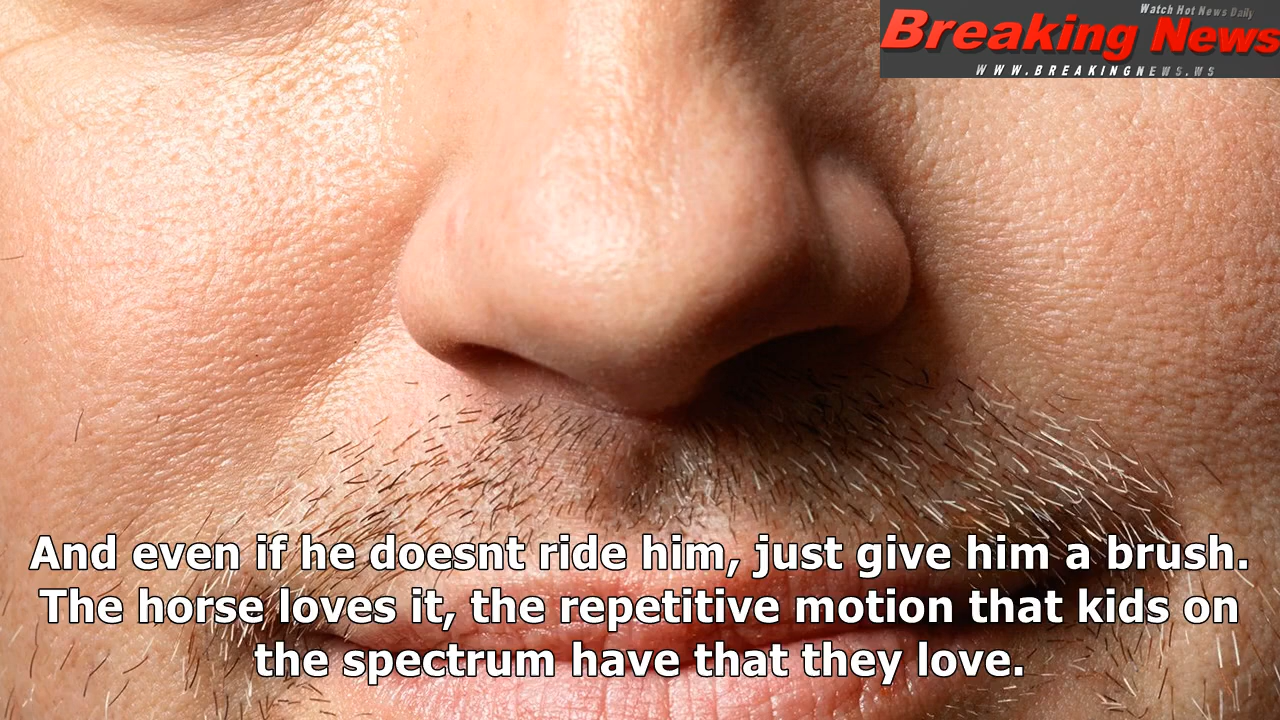 Watch Hot News Daily
Breaking News
WWW.BREAKINGNEWS.WS
And even if he doesnt ride him, just give him a brush.
The horse loves it, the repetitive motion that kids on
the spectrum have that they love.